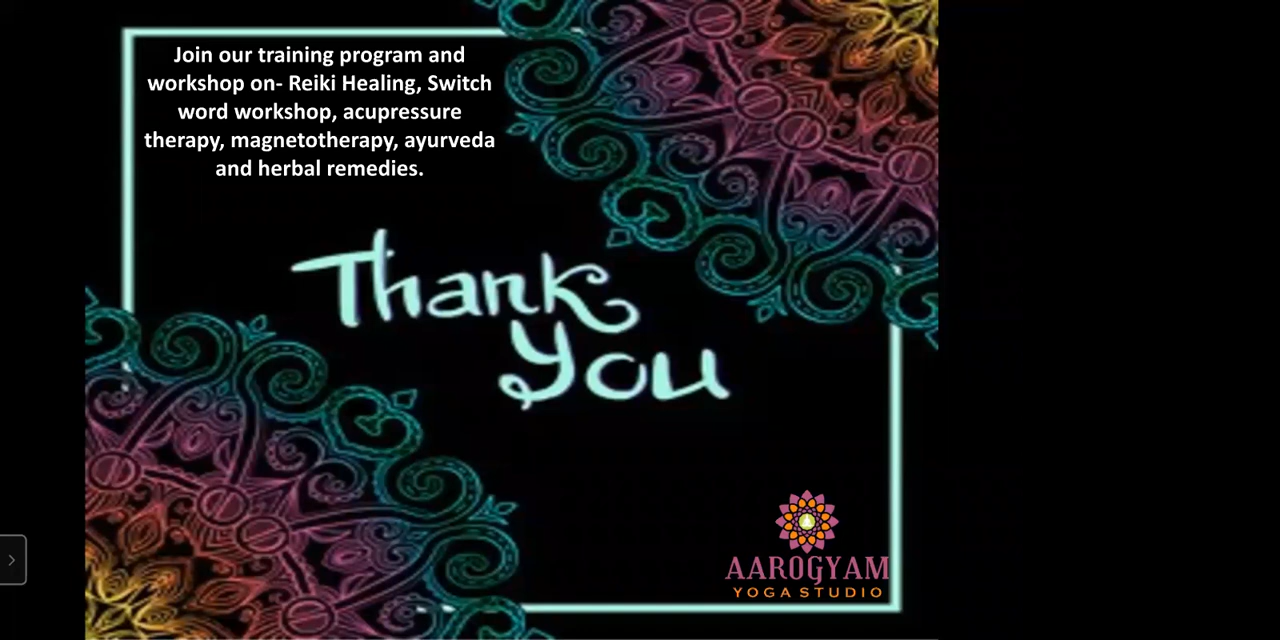 Join our training program and
workshop on- Reiki Healing, Switch
word workshop, acupressure
therapy, magnetotherapy, ayurveda
and herbal remedies.
Thank
You
AAROGYAM
YOGA STUDIO